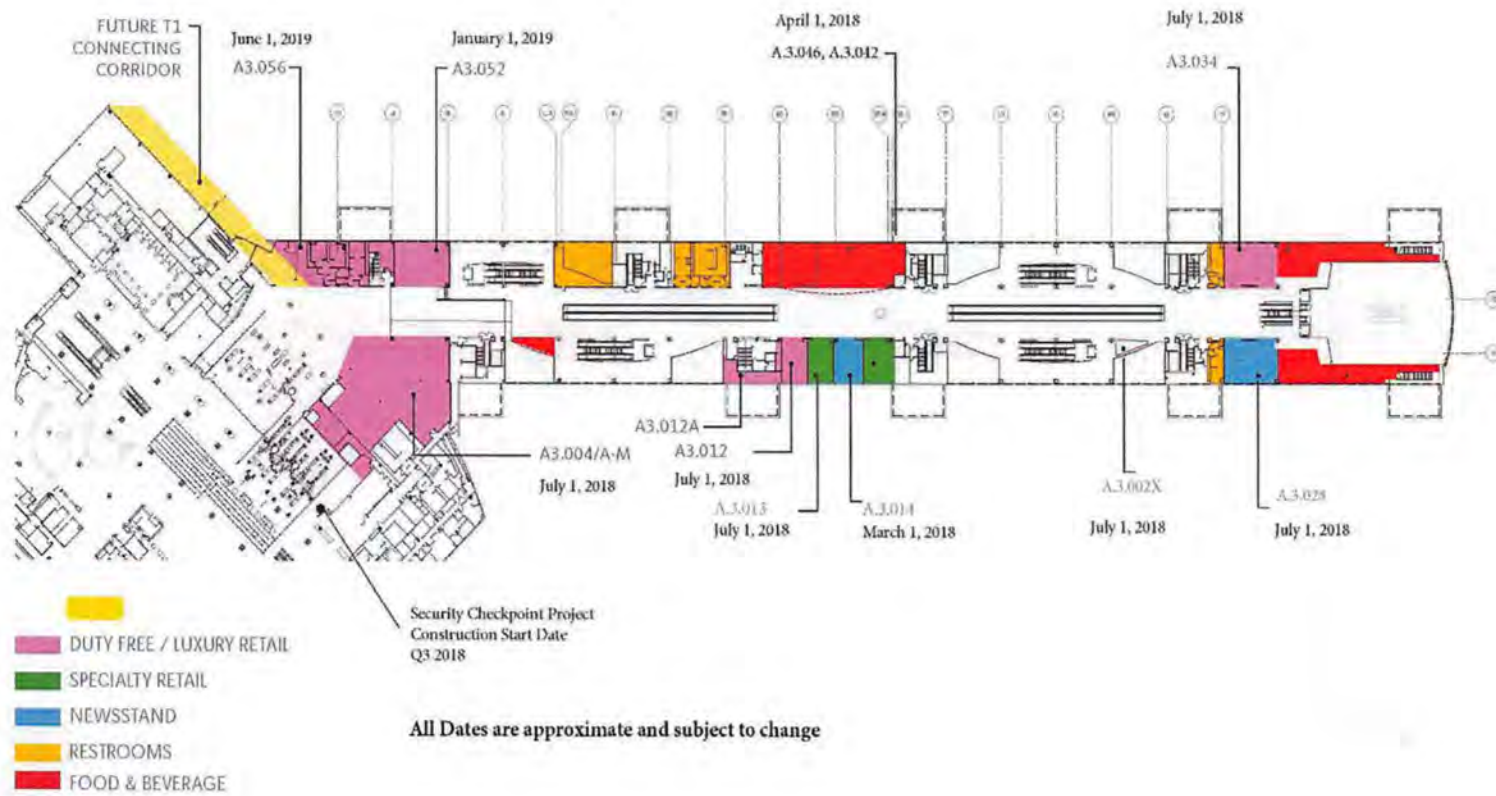 FUTURE T1
CONNECTING
CORRIDOR
June 1, 2019
A3.056
January 1, 2019
A3.052
April 1, 2018
A.3.046, A.3.042
July 1, 2018
A3.034
A3.004/A-M
July 1, 2018
A3.012A
A3.012
July 1, 2018
A.3.013
July 1, 2018
A.3.014
March 1, 2018
A.3.002X
July 1, 2018
A.3.028
July 1, 2018
Security Checkpoint Project
Construction Start Date
Q3 2018
DUTY FREE / LUXURY RETAIL
SPECIALTY RETAIL
NEWSSTAND
RESTROOMS
FOOD & BEVERAGE
All Dates are approximate and subject to change